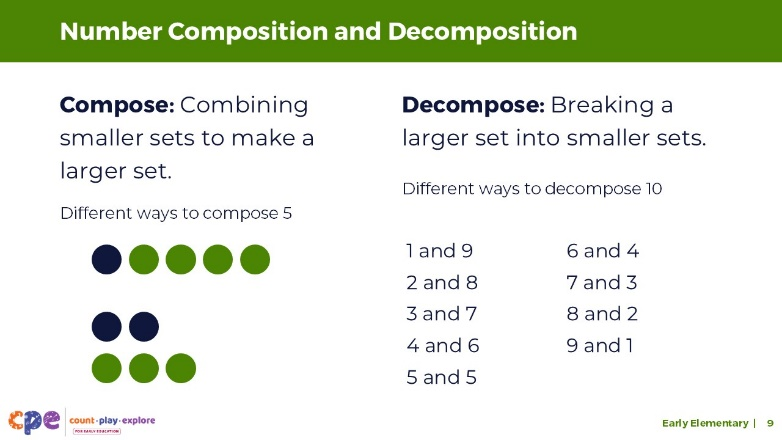 Number Composition and Decomposition
Compose: Combining
smaller sets to make a
larger set.
Different ways to compose 5
Decompose: Breaking a
larger set into smaller sets.
Different ways to decompose 10
1 and 9
2 and 8
3 and 7
4 and 6
5 and 5
6 and 4
7 and 3
8 and 2
9 and 1
cpe
count·play·explore
FOR EARLY EDUCATION
Early Elementary | 9